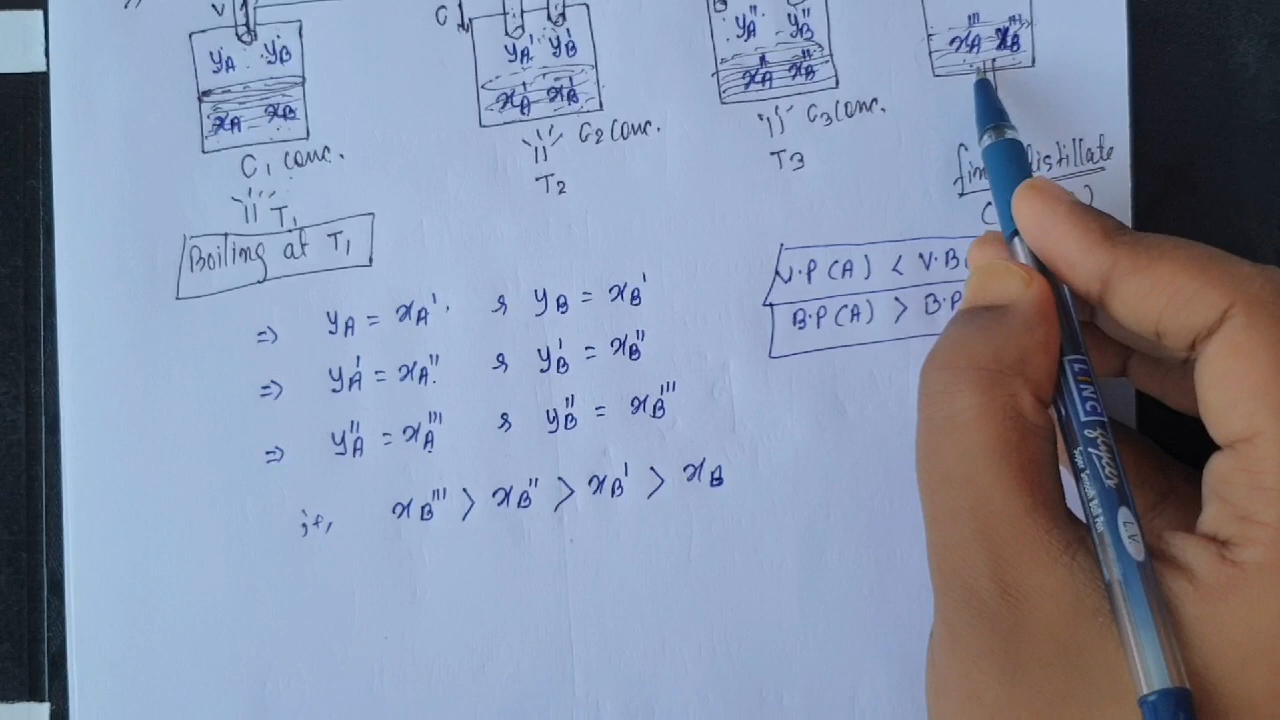 V
C
yA yB
yA' yB'
yA'' yB''
xA''' xB'''
xA xB
xA' xB'
xA'' xB''
C1 conc.
C2 conc.
C3 conc.
T1
T2
T3
Boiling at T1
V.P(A) < V.
B.P(A) > B.P
⇒ yA = xA' & yB = xB'
⇒ yA' = xA'' & yB' = xB''
⇒ yA'' = xA''' & yB'' = xB'''
xB''' > xB'' > xB' > xB
LINC
L.V.